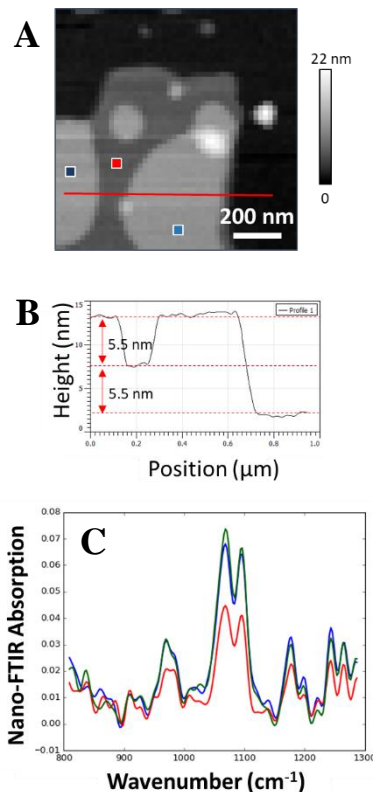 A
22 nm
0
200 nm
B
Height (nm)
15
10
5
0
Profile 1
5.5 nm
5.5 nm
0.0 0.2 0.4 0.6 0.8 1.0
Position (µm)
C
Nano-FTIR Absorption
0.08
0.07
0.06
0.05
0.04
0.03
0.02
0.01
0.00
−0.01
800 900 1000 1100 1200 1300
Wavenumber (cm⁻¹)